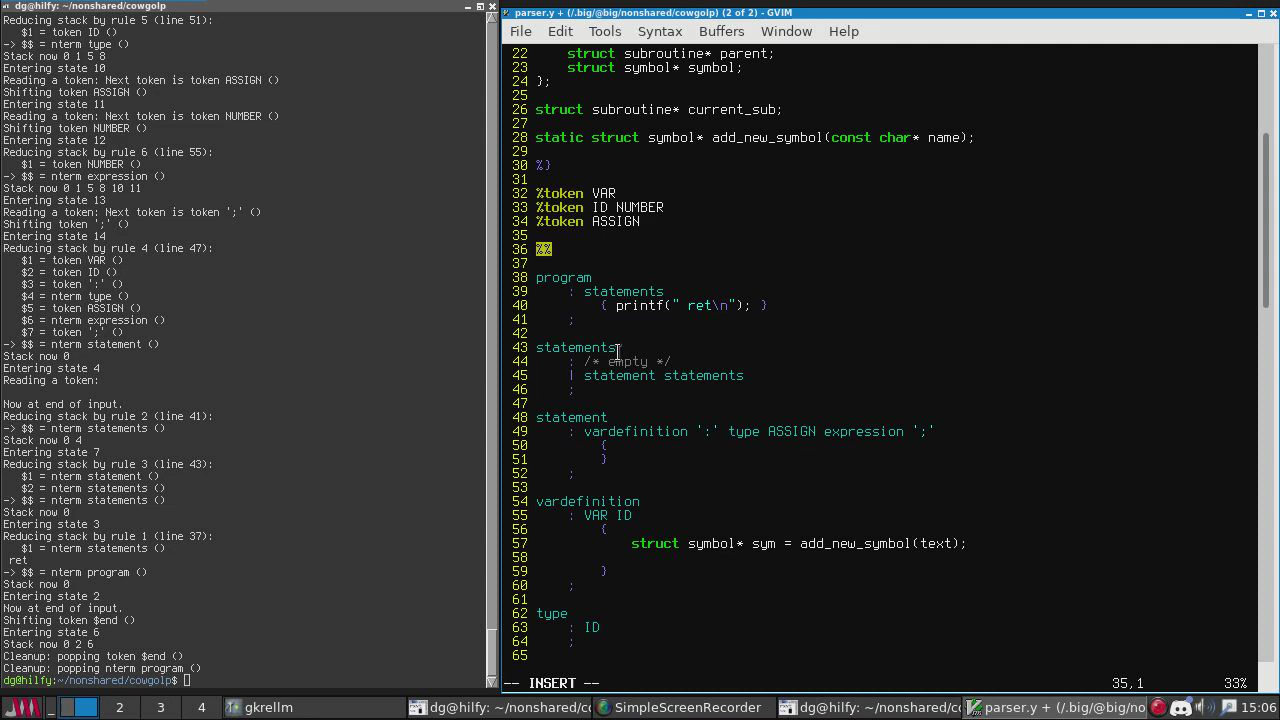 dg@hilfy: ~/nonshared/cowgolp
Reducing stack by rule 5 (line 51):
$1 = token ID ()
-> $$ = nterm type ()
Stack now 0 1 5 8
Entering state 10
Reading a token: Next token is token ASSIGN ()
Shifting token ASSIGN ()
Entering state 11
Reading a token: Next token is token NUMBER ()
Shifting token NUMBER ()
Entering state 12
Reducing stack by rule 6 (line 55):
$1 = token NUMBER ()
-> $$ = nterm expression ()
Stack now 0 1 5 8 10 11
Entering state 13
Reading a token: Next token is token ';' ()
Shifting token ';' ()
Entering state 14
Reducing stack by rule 4 (line 47):
$1 = token VAR ()
$2 = token ID ()
$3 = token ':' ()
$4 = nterm type ()
$5 = token ASSIGN ()
$6 = nterm expression ()
$7 = token ';' ()
-> $$ = nterm statement ()
Stack now 0
Entering state 4
Reading a token:
Now at end of input.
Reducing stack by rule 2 (line 41):
-> $$ = nterm statements ()
Stack now 0 4
Entering state 7
Reducing stack by rule 3 (line 43):
$1 = nterm statement ()
$2 = nterm statements ()
-> $$ = nterm statements ()
Stack now 0
Entering state 3
Reducing stack by rule 1 (line 37):
$1 = nterm statements ()
ret
-> $$ = nterm program ()
Stack now 0
Entering state 2
Now at end of input.
Shifting token $end ()
Entering state 6
Stack now 0 2 6
Cleanup: popping token $end ()
Cleanup: popping nterm program ()
dg@hilfy:~/nonshared/cowgolp$
parser.y + (/.big/@big/nonshared/cowgolp) (2 of 2) - GVIM
File Edit Tools Syntax Buffers Window Help
22 struct subroutine* parent;
23 struct symbol* symbol;
24 };
25
26 struct subroutine* current_sub;
27
28 static struct symbol* add_new_symbol(const char* name);
29
30 %}
31
32 %token VAR
33 %token ID NUMBER
34 %token ASSIGN
35
36 %%
37
38 program
39 : statements
40 { printf(" ret\n"); }
41 ;
42
43 statements
44 : /* empty */
45 | statement statements
46 ;
47
48 statement
49 : vardefinition ':' type ASSIGN expression ';'
50 {
51 }
52 ;
53
54 vardefinition
55 : VAR ID
56 {
57 struct symbol* sym = add_new_symbol(text);
58
59 }
60 ;
61
62 type
63 : ID
64 ;
65
-- INSERT -- 35,1 33%
2 3 4 gkrellm dg@hilfy: ~/nonshared/co SimpleScreenRecorder dg@hilfy: ~/nonshared/co parser.y + (/.big/@big/no 15:06